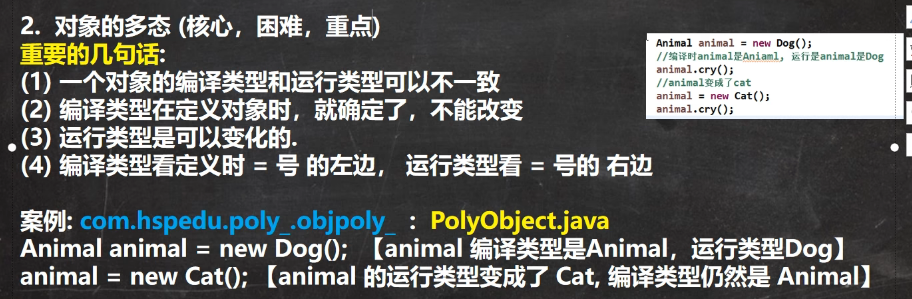 2. 对象的多态 (核心，困难，重点)
重要的几句话:
(1) 一个对象的编译类型和运行类型可以不一致
(2) 编译类型在定义对象时，就确定了，不能改变
(3) 运行类型是可以变化的.
(4) 编译类型看定义时 = 号 的左边， 运行类型看 = 号的 右边
Animal animal = new Dog();
//编译时animal是Aniaml, 运行是animal是Dog
animal.cry();
//animal变成了cat
animal = new Cat();
animal.cry();
案例: com.hspedu.poly_.objpoly_ : PolyObject.java
Animal animal = new Dog(); 【animal 编译类型是Animal，运行类型Dog】
animal = new Cat(); 【animal 的运行类型变成了 Cat, 编译类型仍然是 Animal】